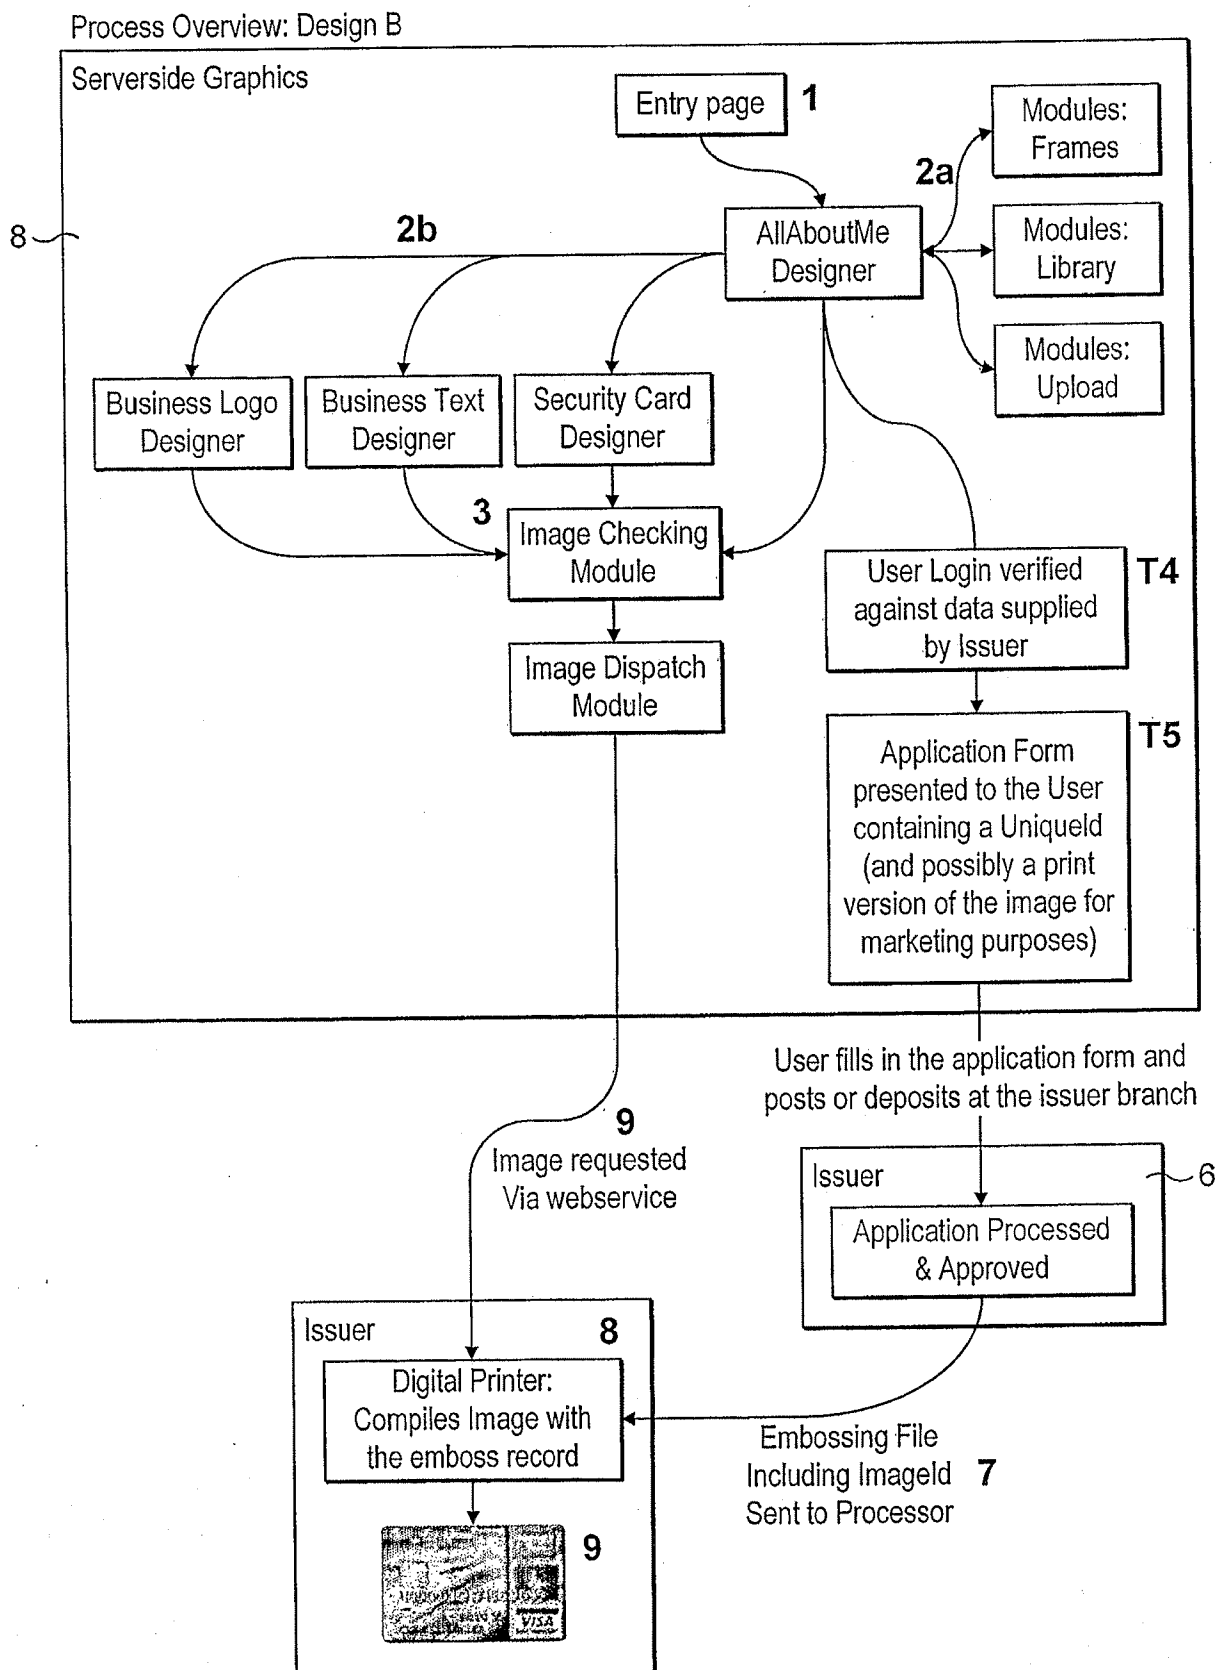 Process Overview: Design B
Serverside Graphics
Entry page
1
Modules:
Frames
2a
8
2b
AllAboutMe
Designer
Modules:
Library
Modules:
Upload
Business Logo
Designer
Business Text
Designer
Security Card
Designer
3
Image Checking
Module
User Login verified
against data supplied
by Issuer
T4
Image Dispatch
Module
Application Form
presented to the User
containing a UniqueId
(and possibly a print
version of the image for
marketing purposes)
T5
User fills in the application form and
posts or deposits at the issuer branch
9
Image requested
Via webservice
Issuer
6
Application Processed
& Approved
Issuer
8
Digital Printer:
Compiles Image with
the emboss record
Embossing File
Including ImageId
Sent to Processor
7
9
VISA